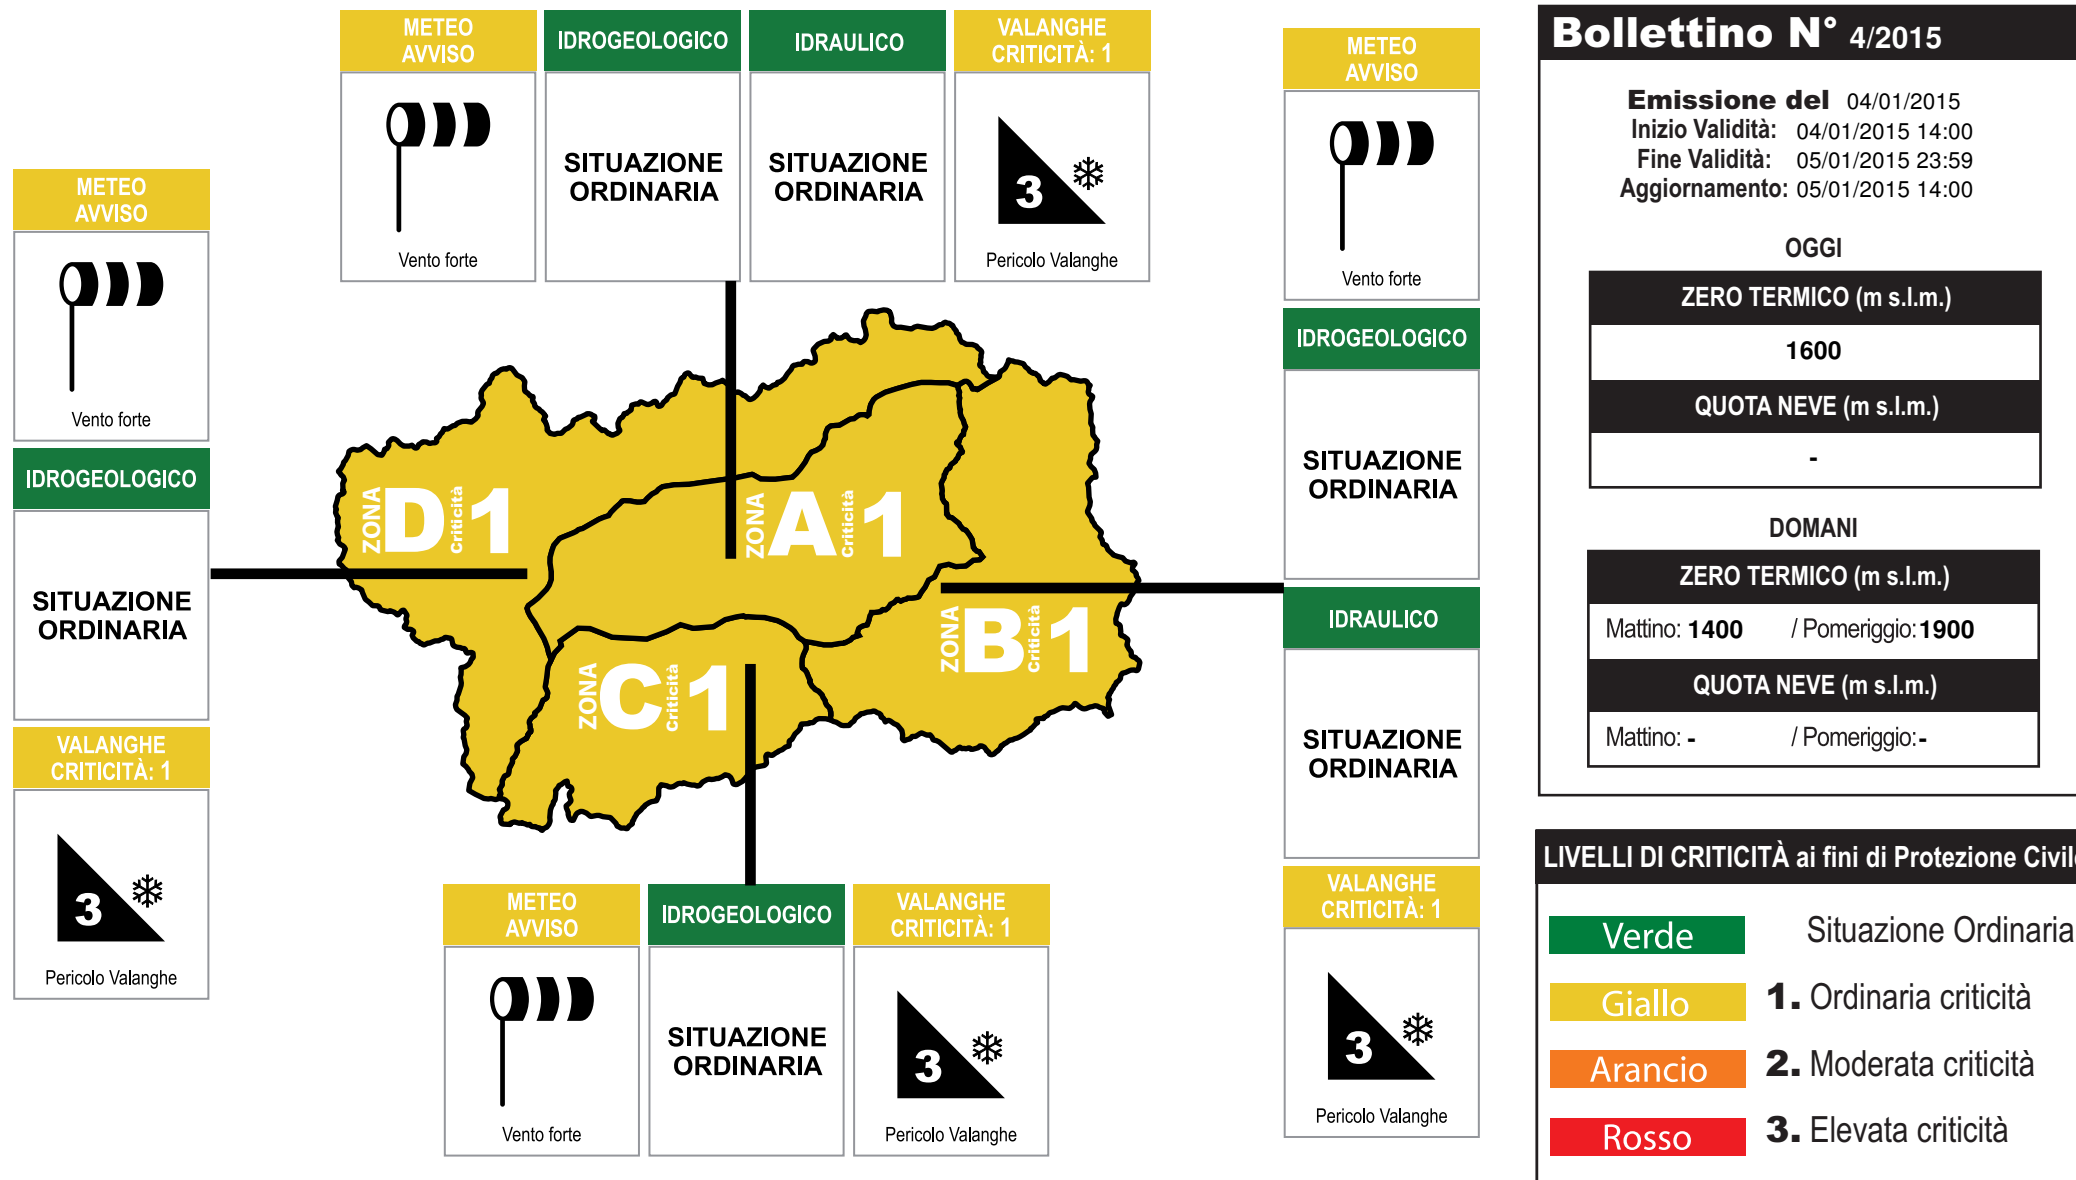 METEO
AVVISO
Vento forte
IDROGEOLOGICO
SITUAZIONE
ORDINARIA
IDRAULICO
SITUAZIONE
ORDINARIA
VALANGHE
CRITICITÀ: 1
3
Pericolo Valanghe
METEO
AVVISO
Vento forte
IDROGEOLOGICO
SITUAZIONE
ORDINARIA
VALANGHE
CRITICITÀ: 1
3
Pericolo Valanghe
ZONA D Criticità 1
ZONA A Criticità 1
ZONA B Criticità 1
ZONA C Criticità 1
METEO
AVVISO
Vento forte
IDROGEOLOGICO
SITUAZIONE
ORDINARIA
VALANGHE
CRITICITÀ: 1
3
Pericolo Valanghe
METEO
AVVISO
Vento forte
IDROGEOLOGICO
SITUAZIONE
ORDINARIA
IDRAULICO
SITUAZIONE
ORDINARIA
VALANGHE
CRITICITÀ: 1
3
Pericolo Valanghe
Bollettino N° 4/2015
Emissione del 04/01/2015
Inizio Validità: 04/01/2015 14:00
Fine Validità: 05/01/2015 23:59
Aggiornamento: 05/01/2015 14:00
OGGI
ZERO TERMICO (m s.l.m.)
1600
QUOTA NEVE (m s.l.m.)
-
DOMANI
ZERO TERMICO (m s.l.m.)
Mattino: 1400 / Pomeriggio: 1900
QUOTA NEVE (m s.l.m.)
Mattino: - / Pomeriggio: -
LIVELLI DI CRITICITÀ ai fini di Protezione Civil
Verde Situazione Ordinaria
Giallo 1. Ordinaria criticità
Arancio 2. Moderata criticità
Rosso 3. Elevata criticità